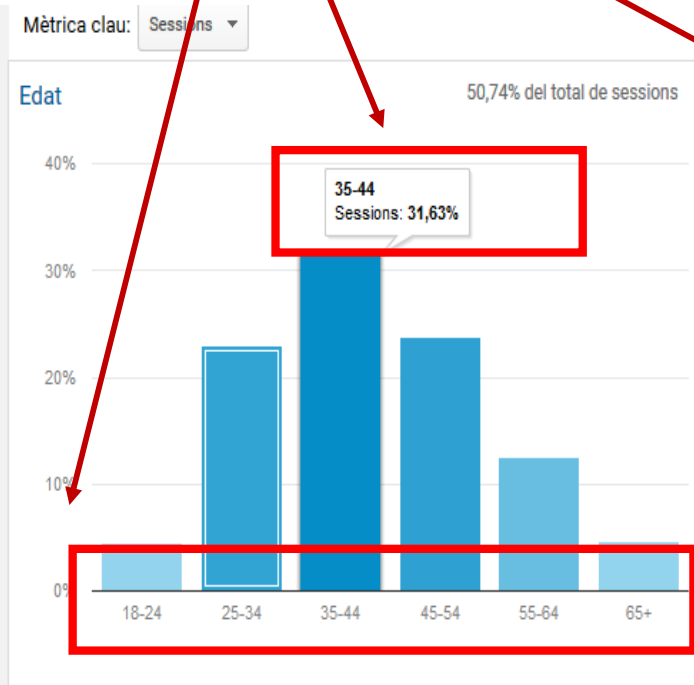 Mètrica clau: Sessions
Edat
50,74% del total de sessions
40%
35-44
Sessions: 31,63%
30%
20%
10%
0%
18-24 25-34 35-44 45-54 55-64 65+